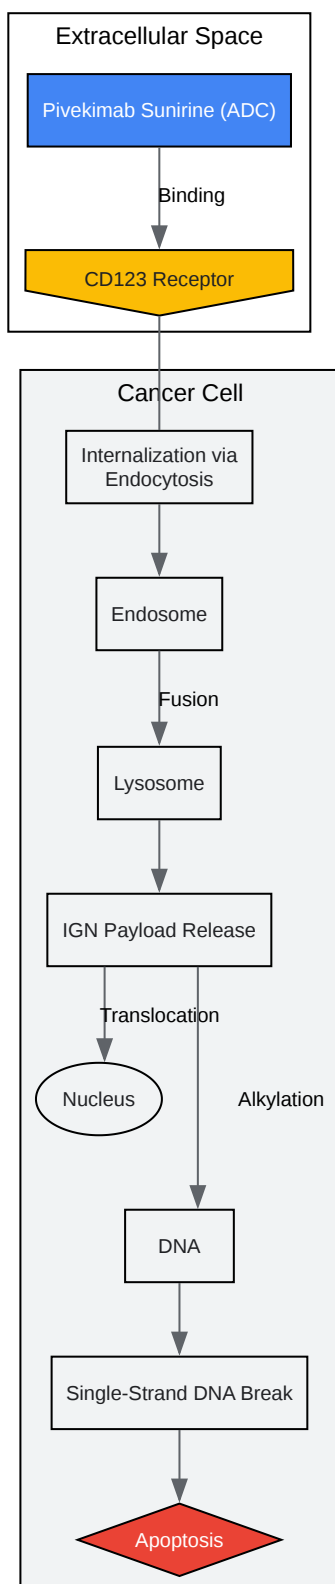 Extracellular Space
Pivekimab Sunirine (ADC)
Binding
CD123 Receptor
Cancer Cell
Internalization via
Endocytosis
Endosome
Fusion
Lysosome
IGN Payload Release
Translocation
Nucleus
Alkylation
DNA
Single-Strand DNA Break
Apoptosis